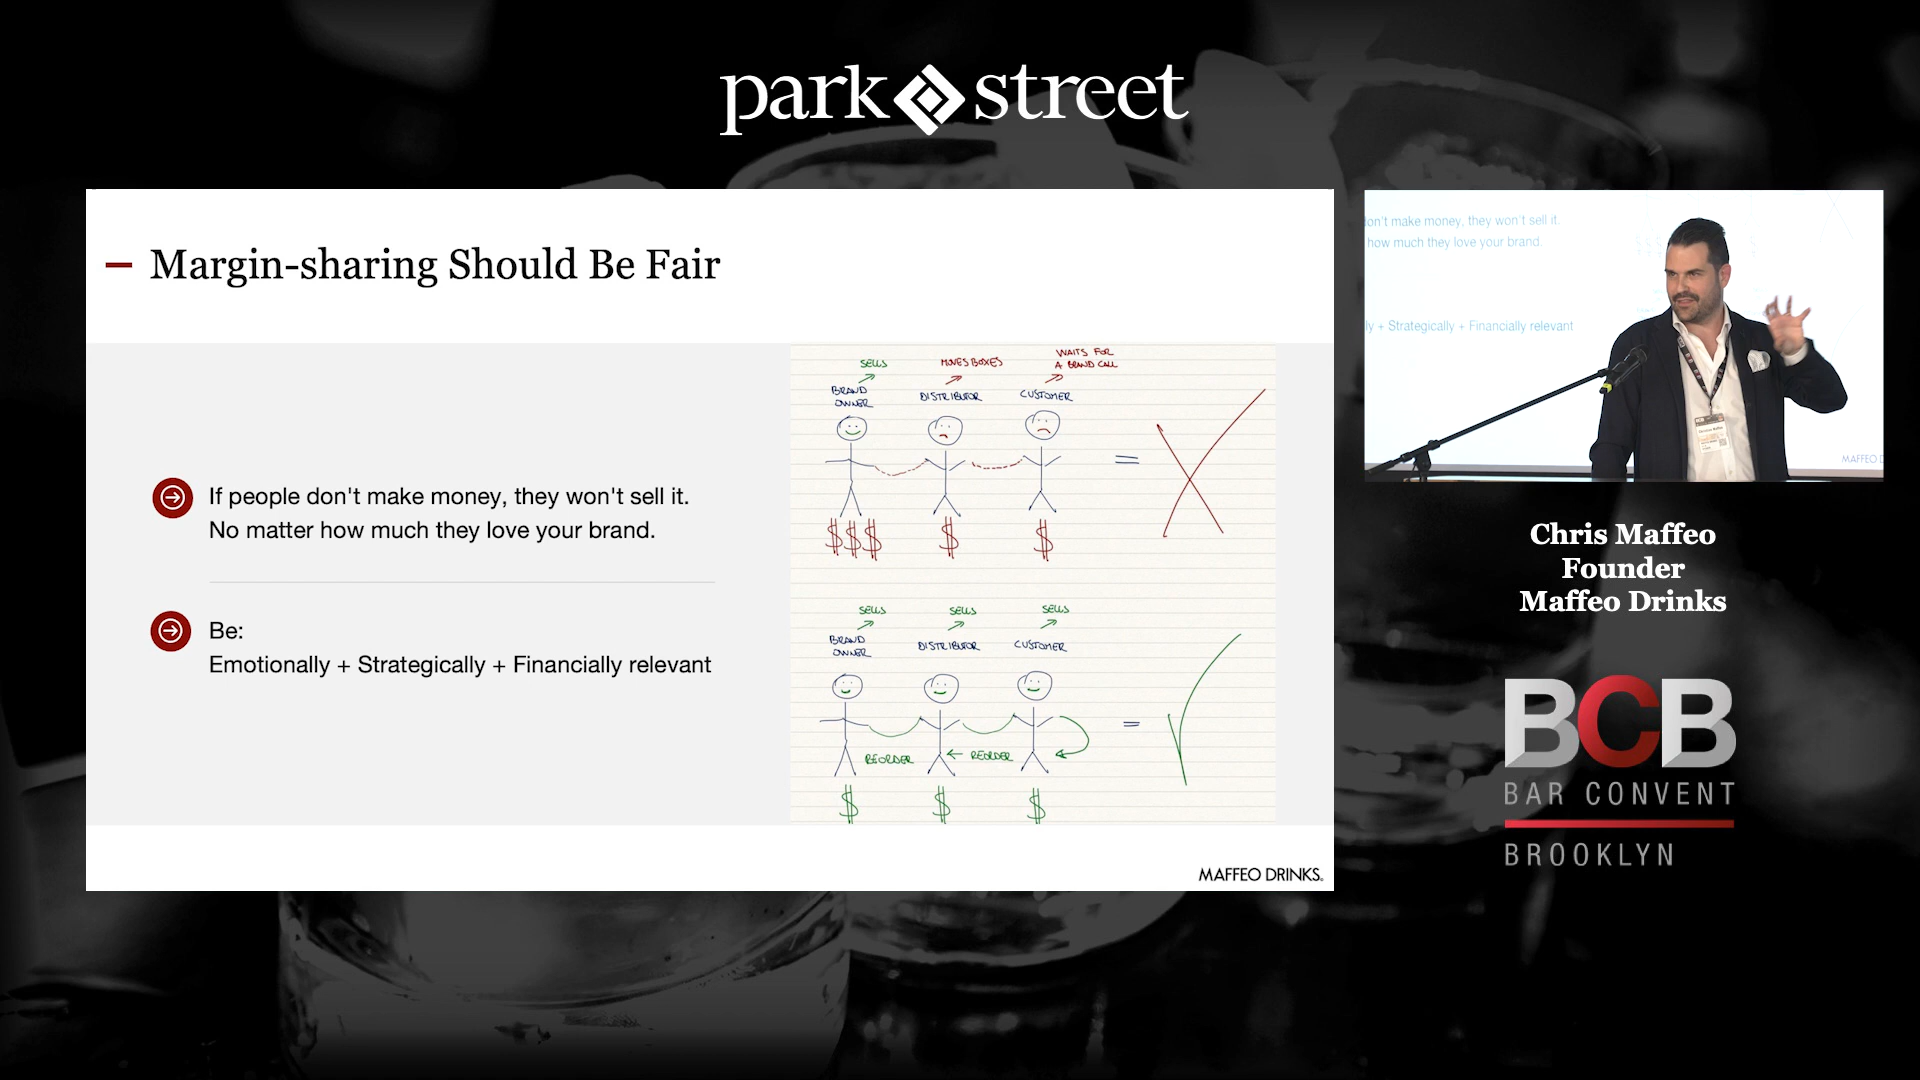 park street
Margin-sharing Should Be Fair
If people don't make money, they won't sell it.
No matter how much they love your brand.
Be:
Emotionally + Strategically + Financially relevant
SELLS
MOVES BOXES
WAITS FOR
A BRAND CALL
BRAND
OWNER
DISTRIBUTOR
CUSTOMER
=
$$$
$
$
SELLS
SELLS
SELLS
BRAND
OWNER
DISTRIBUTOR
CUSTOMER
=
REORDER
← REORDER
$
$
$
MAFFEO DRINKS.
on't make money, they won't sell it.
how much they love your brand.
y + Strategically + Financially relevant
MAFFEO D
Chris Maffeo
Founder
Maffeo Drinks
BCB
BAR CONVENT
BROOKLYN